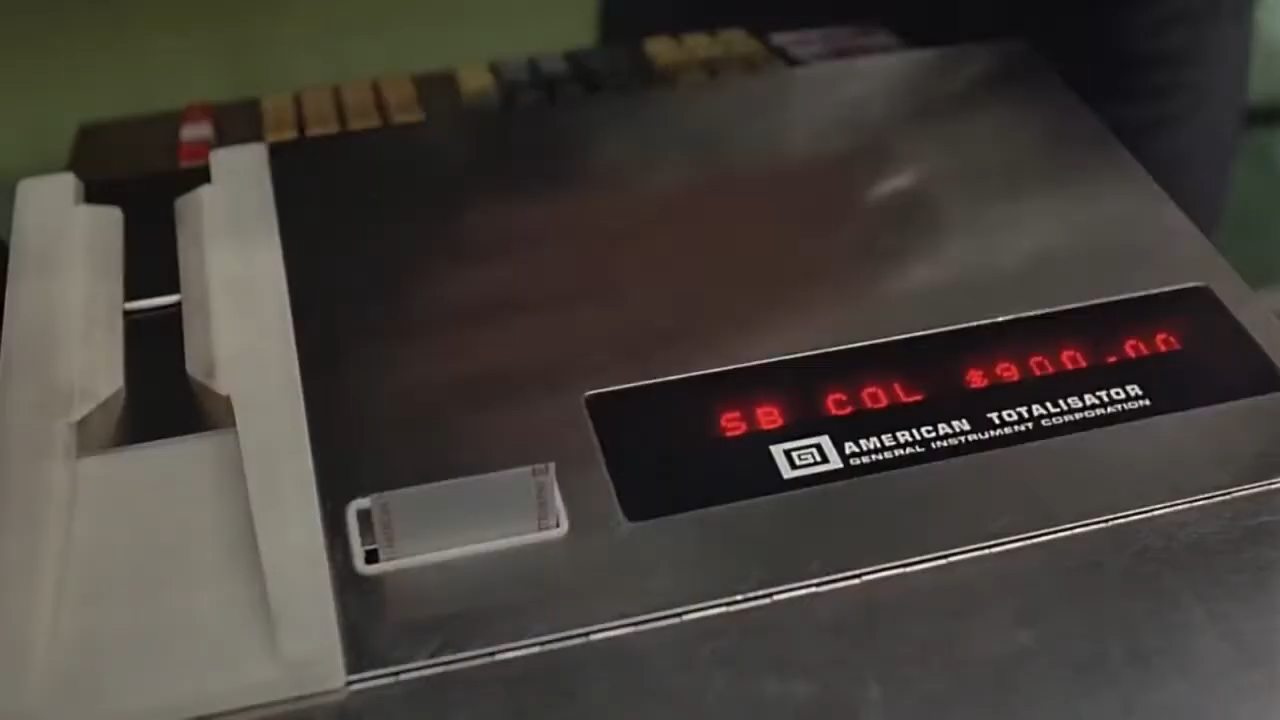 SB COL $900.00
AMERICAN TOTALISATOR
GENERAL INSTRUMENT CORPORATION